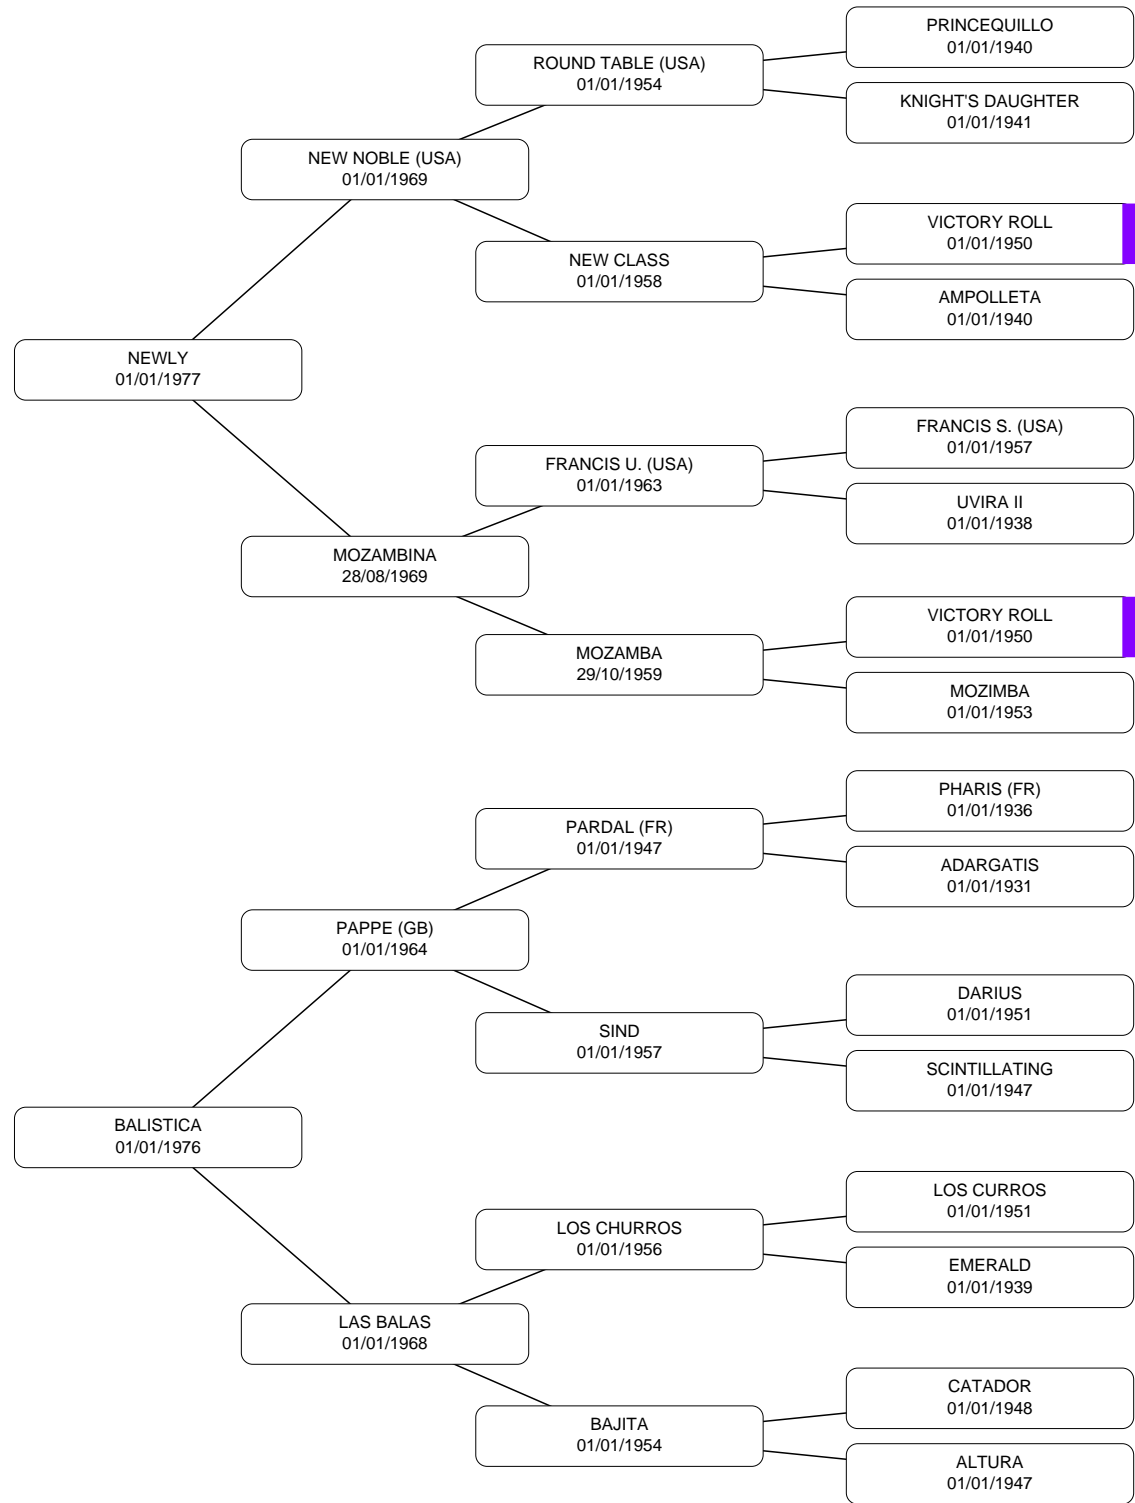 PRINCEQUILLO
01/01/1940
ROUND TABLE (USA)
01/01/1954
KNIGHT'S DAUGHTER
01/01/1941
NEW NOBLE (USA)
01/01/1969
VICTORY ROLL
01/01/1950
NEW CLASS
01/01/1958
AMPOLLETA
01/01/1940
NEWLY
01/01/1977
FRANCIS S. (USA)
01/01/1957
FRANCIS U. (USA)
01/01/1963
UVIRA II
01/01/1938
MOZAMBINA
28/08/1969
VICTORY ROLL
01/01/1950
MOZAMBA
29/10/1959
MOZIMBA
01/01/1953
PHARIS (FR)
01/01/1936
PARDAL (FR)
01/01/1947
ADARGATIS
01/01/1931
PAPPE (GB)
01/01/1964
DARIUS
01/01/1951
SIND
01/01/1957
SCINTILLATING
01/01/1947
BALISTICA
01/01/1976
LOS CURROS
01/01/1951
LOS CHURROS
01/01/1956
EMERALD
01/01/1939
LAS BALAS
01/01/1968
CATADOR
01/01/1948
BAJITA
01/01/1954
ALTURA
01/01/1947